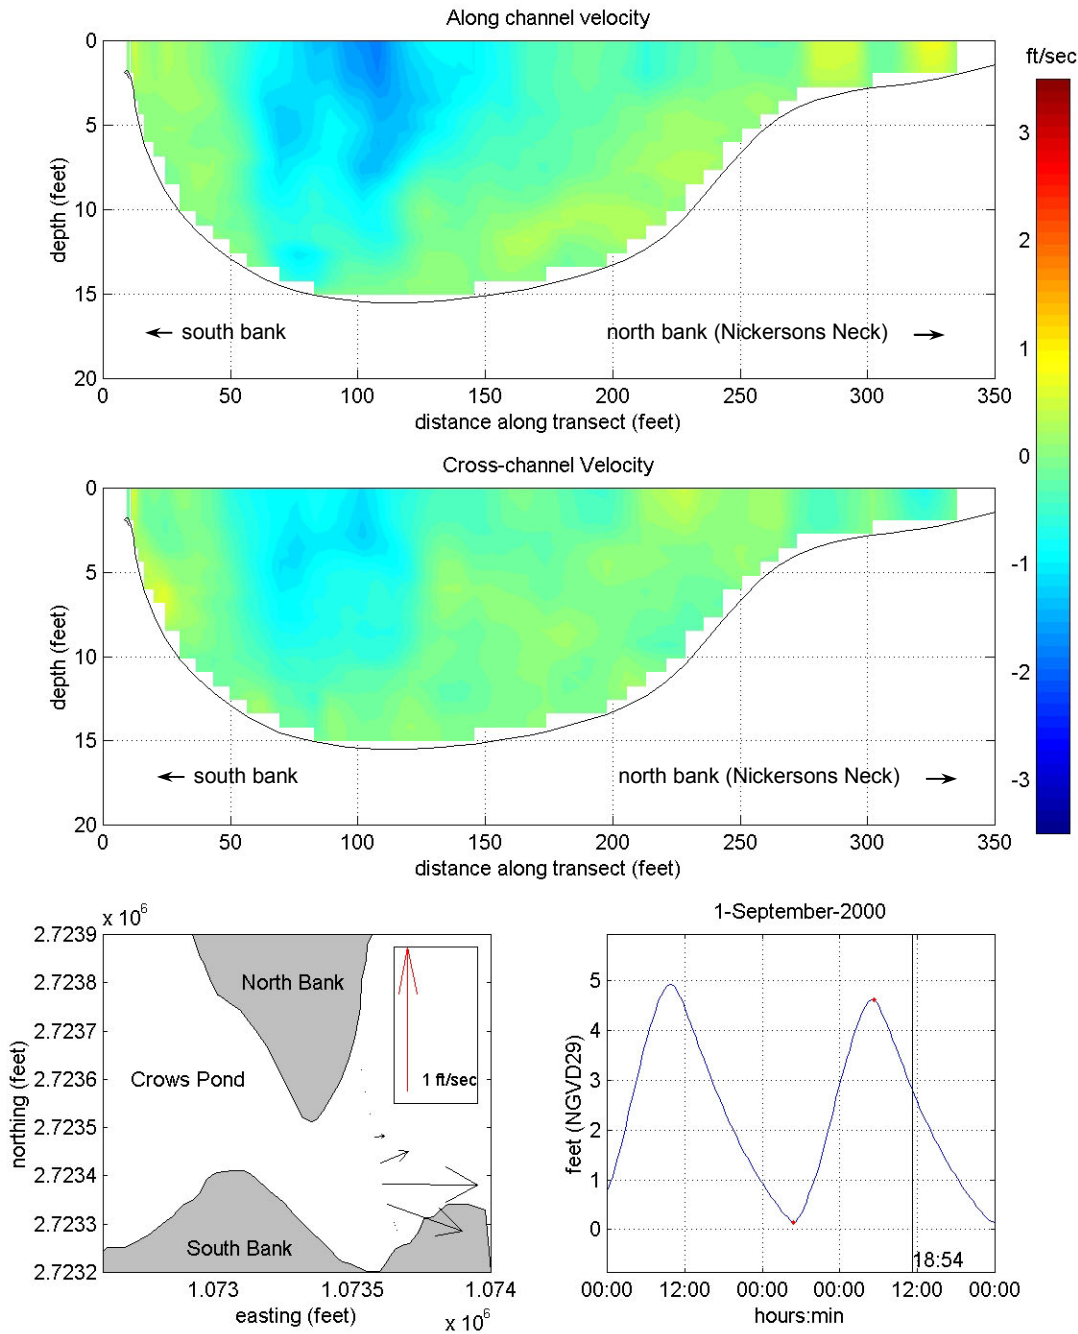 Along channel velocity
ft/sec
0
5
10
15
20
depth (feet)
← south bank
north bank (Nickersons Neck) →
0 50 100 150 200 250 300 350
distance along transect (feet)
3
2
1
0
-1
-2
-3
Cross-channel Velocity
0
5
10
15
20
depth (feet)
← south bank
north bank (Nickersons Neck) →
0 50 100 150 200 250 300 350
distance along transect (feet)
x 10^6
2.7239
2.7238
2.7237
2.7236
2.7235
2.7234
2.7233
2.7232
northing (feet)
North Bank
Crows Pond
1 ft/sec
South Bank
1.073 1.0735 1.074
easting (feet)
x 10^6
1-September-2000
5
4
3
2
1
0
feet (NGVD29)
18:54
00:00 12:00 00:00 00:00 12:00 00:00
hours:min